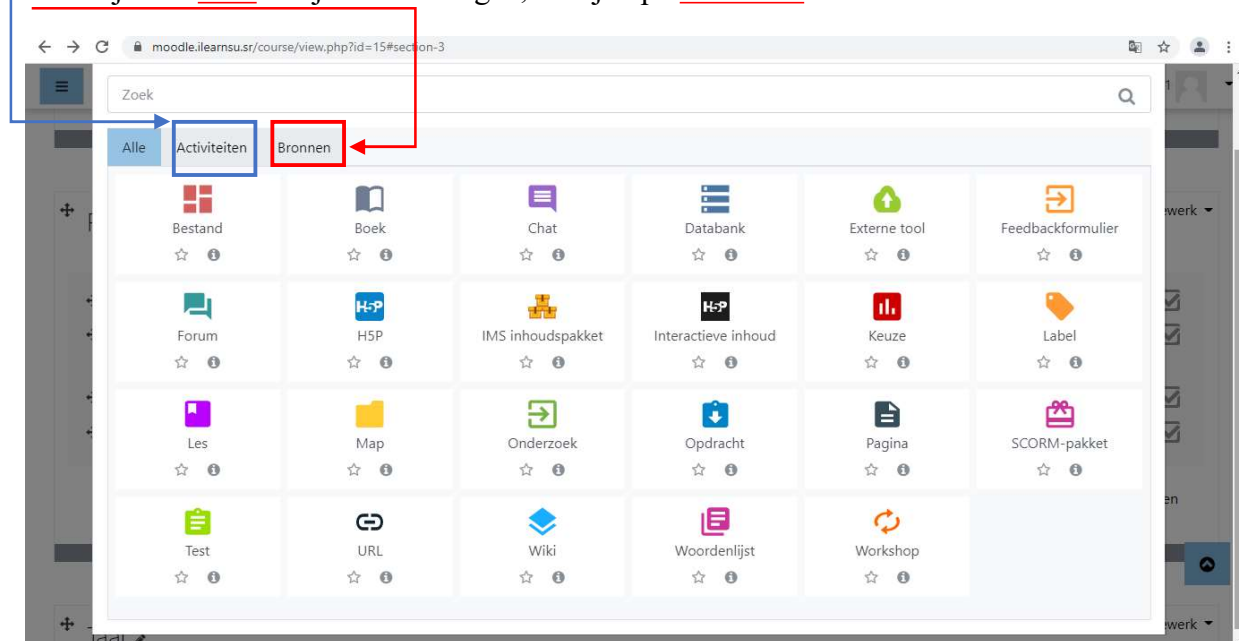 moodle.ilearnsu.sr/course/view.php?id=15#section-3
Zoek
1
Alle Activiteiten Bronnen
Bestand Boek Chat Databank Externe tool Feedbackformulier
Forum H5P IMS inhoudspakket Interactieve inhoud Keuze Label
Les Map Onderzoek Opdracht Pagina SCORM-pakket
Test URL Wiki Woordenlijst Workshop